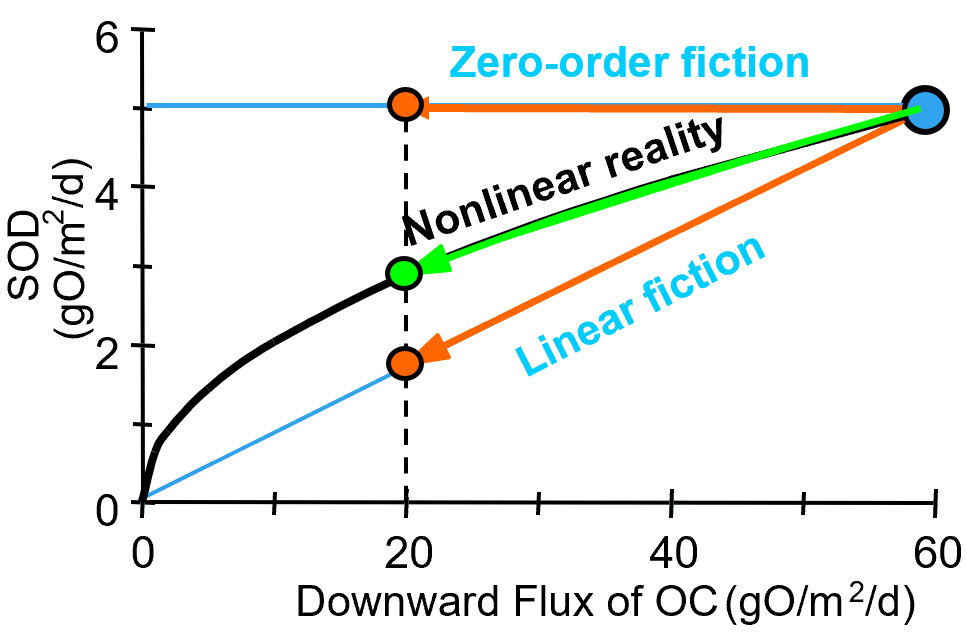 6
Zero-order fiction
Nonlinear reality
4
SOD
(gO/m²/d)
Linear fiction
2
0
0 20 40 60
Downward Flux of OC (gO/m²/d)